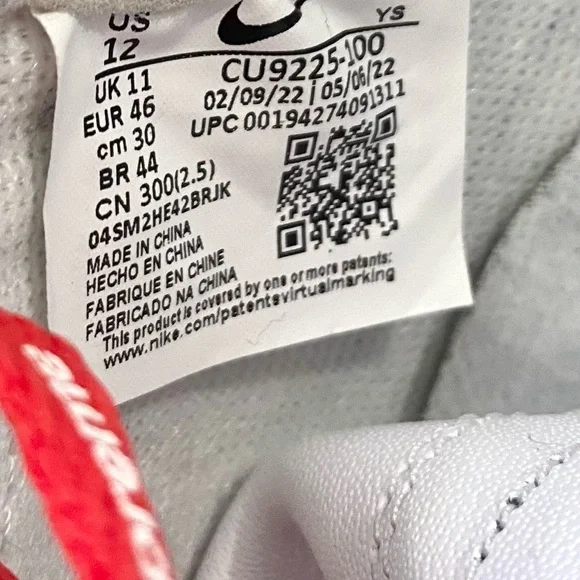 US
12
UK 11
EUR 46
cm 30
BR 44
CN 300(2.5)
04SM2HE42BRJK
MADE IN CHINA
HECHO EN CHINA
FABRIQUE EN CHINE
FABRICADO NA CHINA
This product is covered by one or more patents:
www.nike.com/patentsvirtualmarking
YS
CU9225-100
02/09/22 | 05/06/22
UPC 00194274091311